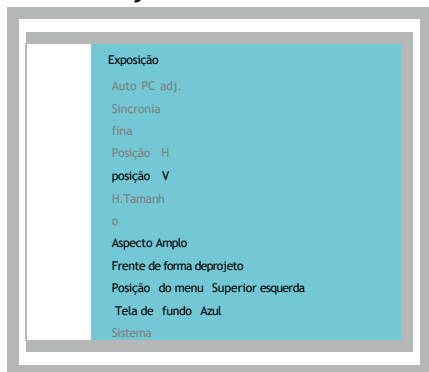 Exposição
Auto PC adj.
Sincronia
fina
Posição H
posição V
H.Tamanh
o
Aspecto Amplo
Frente de forma deprojeto
Posição do menu Superior esquerda
Tela de fundo Azul
Sistema